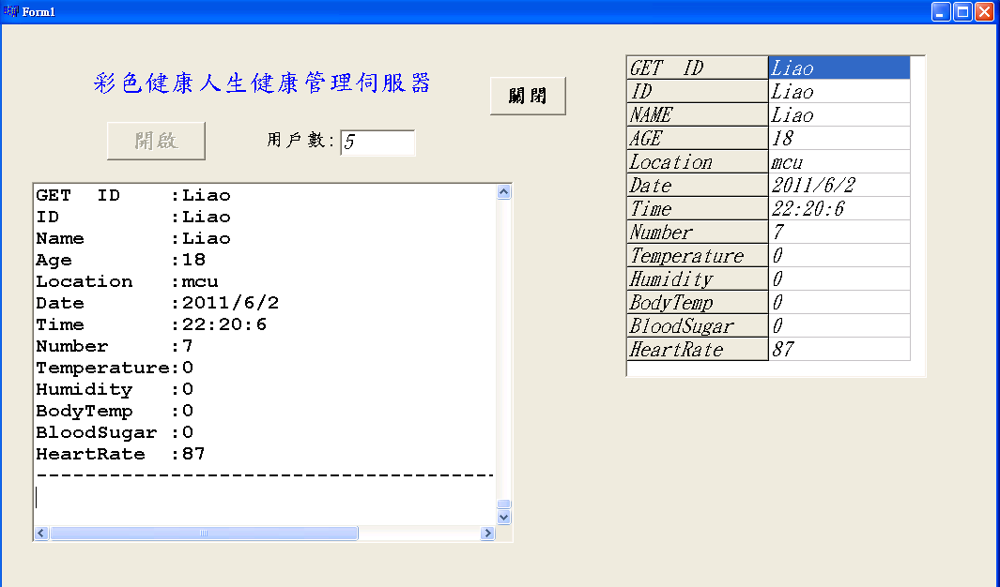 Form1
彩色健康人生健康管理伺服器
關閉
開啟
用戶數: 5
GET ID :Liao
ID :Liao
Name :Liao
Age :18
Location :mcu
Date :2011/6/2
Time :22:20:6
Number :7
Temperature:0
Humidity :0
BodyTemp :0
BloodSugar :0
HeartRate :87
--------------------------------------
GET ID Liao
ID Liao
NAME Liao
AGE 18
Location mcu
Date 2011/6/2
Time 22:20:6
Number 7
Temperature 0
Humidity 0
BodyTemp 0
BloodSugar 0
HeartRate 87